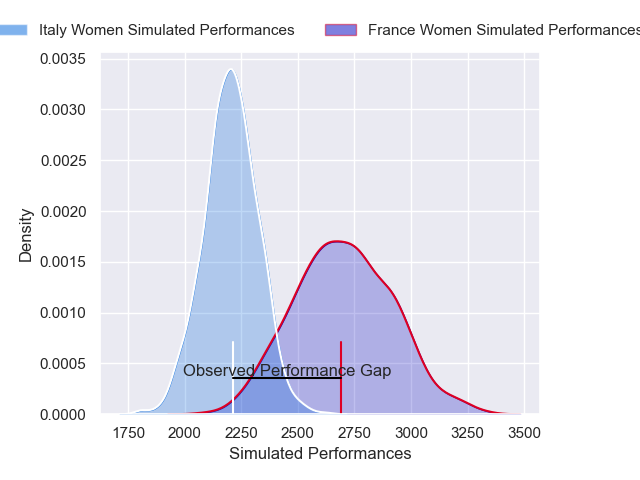 Italy Women Simulated Performances
France Women Simulated Performances
0.0035
0.0030
0.0025
0.0020
0.0015
0.0010
0.0005
0.0000
Density
Observed Performance Gap
1750 2000 2250 2500 2750 3000 3250 3500
Simulated Performances